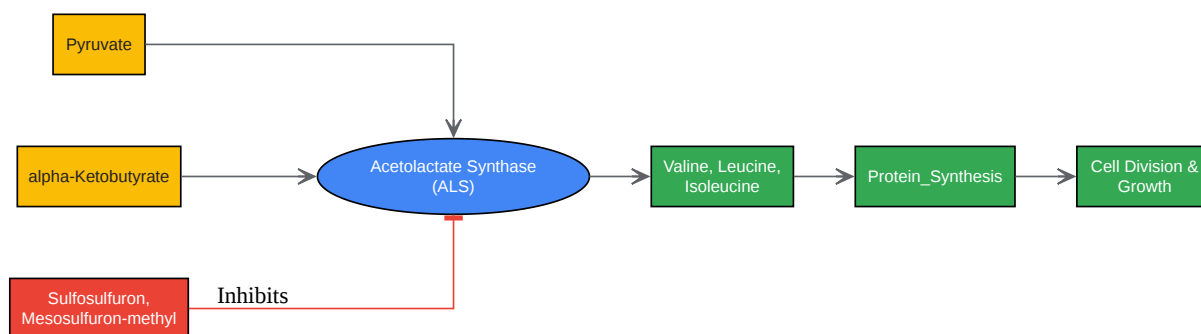 Pyruvate
alpha-Ketobutyrate
Acetolactate Synthase
(ALS)
Valine, Leucine,
Isoleucine
Protein_Synthesis
Cell Division &
Growth
Sulfosulfuron,
Mesosulfuron-methyl
Inhibits